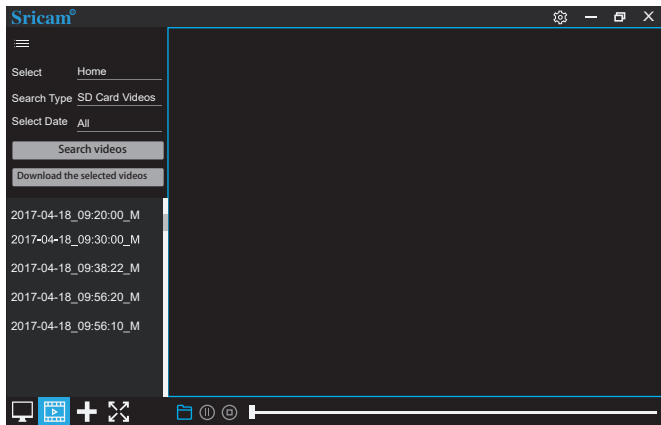 Sricam®
Select Home
Search Type SD Card Videos
Select Date All
Search videos
Download the selected videos
2017-04-18_09:20:00_M
2017-04-18_09:30:00_M
2017-04-18_09:38:22_M
2017-04-18_09:56:20_M
2017-04-18_09:56:10_M